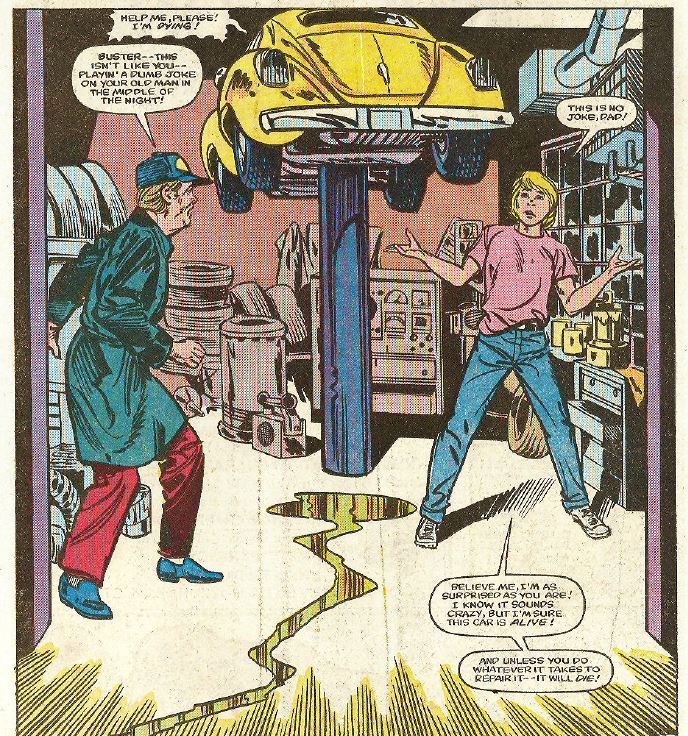 HELP ME, PLEASE!
I'M DYING!
BUSTER--THIS
ISN'T LIKE YOU--
PLAYIN' A DUMB JOKE
ON YOUR OLD MAN IN
THE MIDDLE OF
THE NIGHT!
THIS IS NO
JOKE, DAD!
BELIEVE ME, I'M AS
SURPRISED AS YOU ARE!
I KNOW IT SOUNDS
CRAZY, BUT I'M SURE
THIS CAR IS ALIVE!
AND UNLESS YOU DO
WHATEVER IT TAKES TO
REPAIR IT--IT WILL DIE!